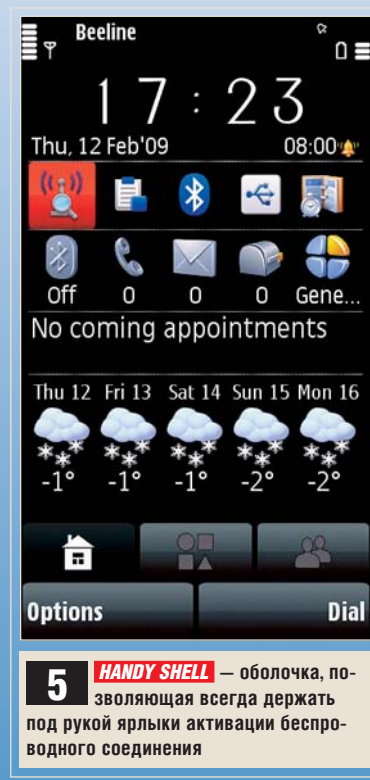 Beeline
17:23
Thu, 12 Feb'09 08:00
Off 0 0 0 Gene...
No coming appointments
Thu 12 Fri 13 Sat 14 Sun 15 Mon 16
-1° -1° -1° -2° -2°
Options Dial
5 HANDY SHELL — оболочка, по-
зволяющая всегда держать
под рукой ярлыки активации беспро-
водного соединения